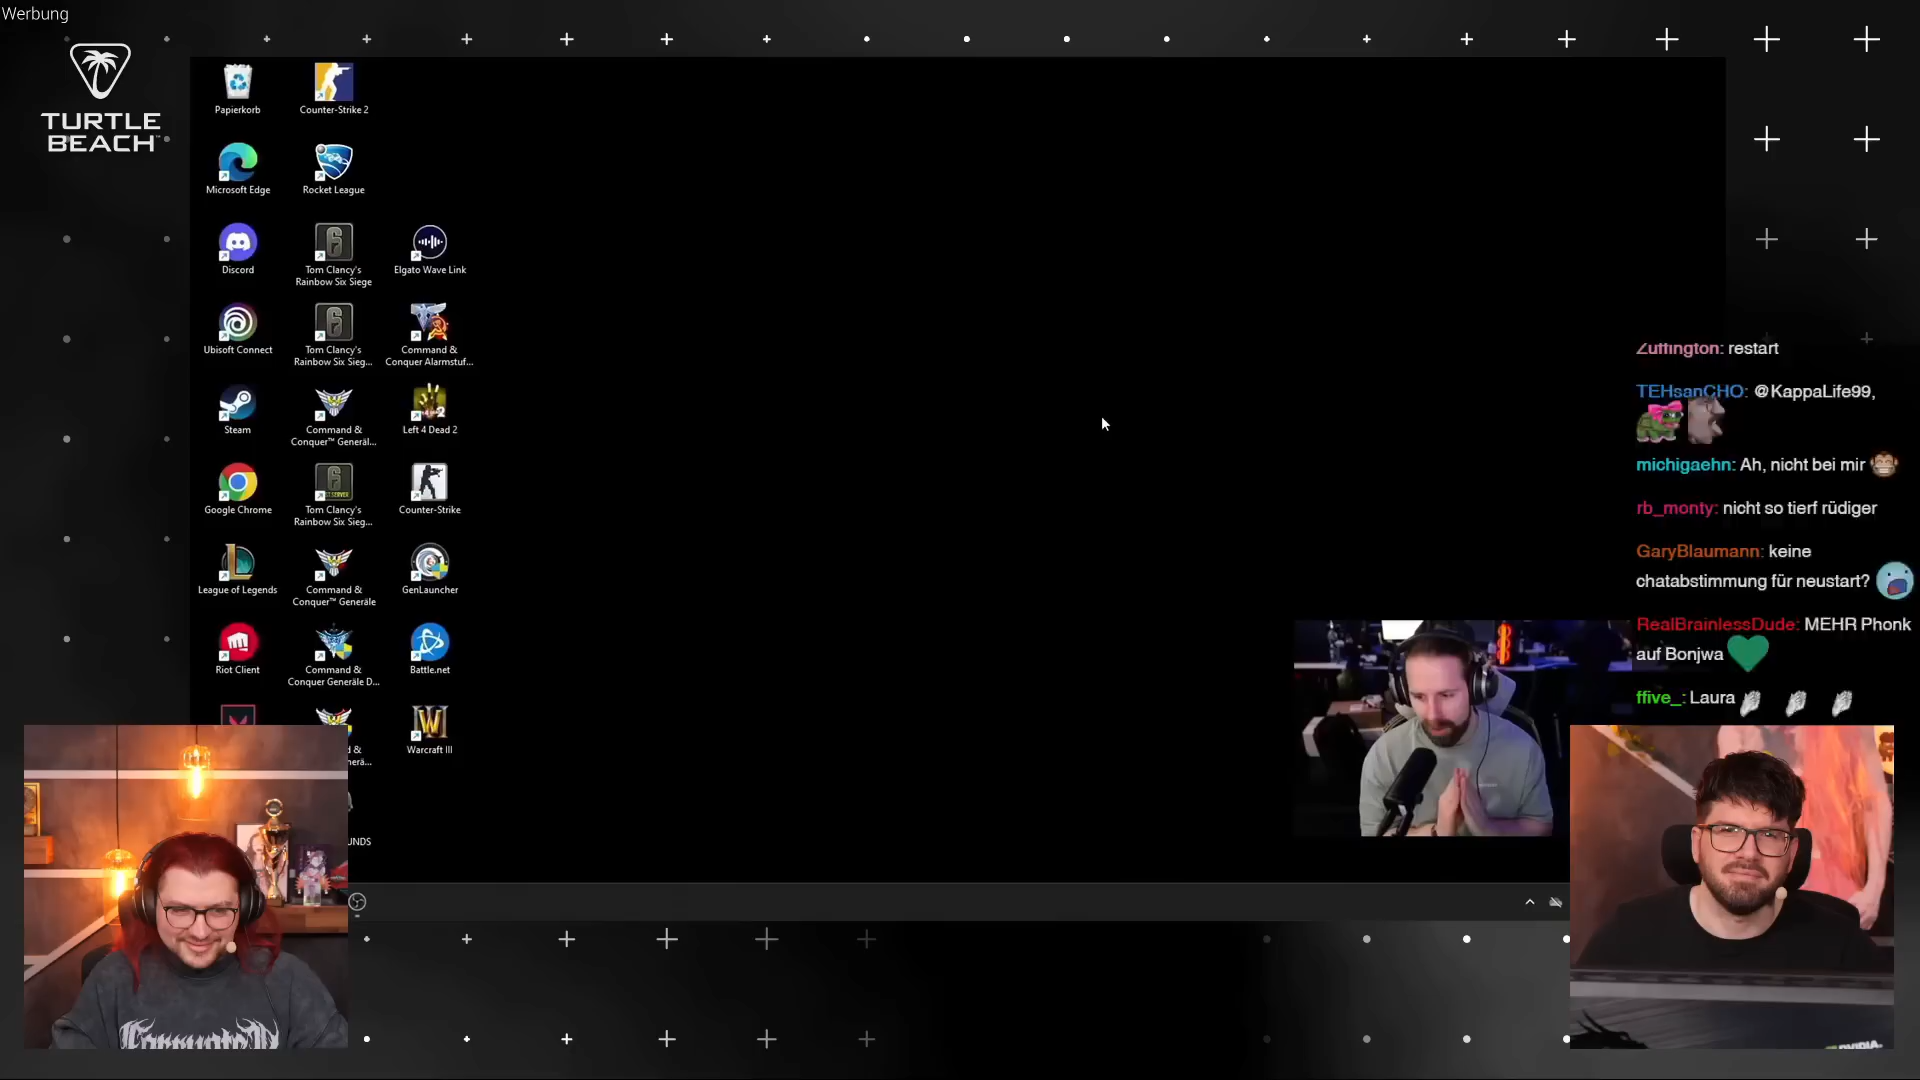 Werbung
TURTLE
BEACH
Papierkorb
Counter-Strike 2
Microsoft Edge
Rocket League
Discord
Tom Clancy's
Rainbow Six Siege
Elgato Wave Link
Ubisoft Connect
Tom Clancy's
Rainbow Six Sieg...
Command &
Conquer Alarmstuf...
Steam
Command &
Conquer™ Generäl...
Left 4 Dead 2
Google Chrome
Tom Clancy's
Rainbow Six Sieg...
Counter-Strike
League of Legends
Command &
Conquer™ Generäle
GenLauncher
Riot Client
Command &
Conquer Generäle D...
Battle.net
Warcraft III
UNDS
Zuffington: restart
TEHsanCHO: @KappaLife99,
michigaehn: Ah, nicht bei mir
rb_monty: nicht so tierf rüdiger
GaryBlaumann: keine
chatabstimmung für neustart?
RealBrainlessDude: MEHR Phonk
auf Bonjwa
ffive_: Laura